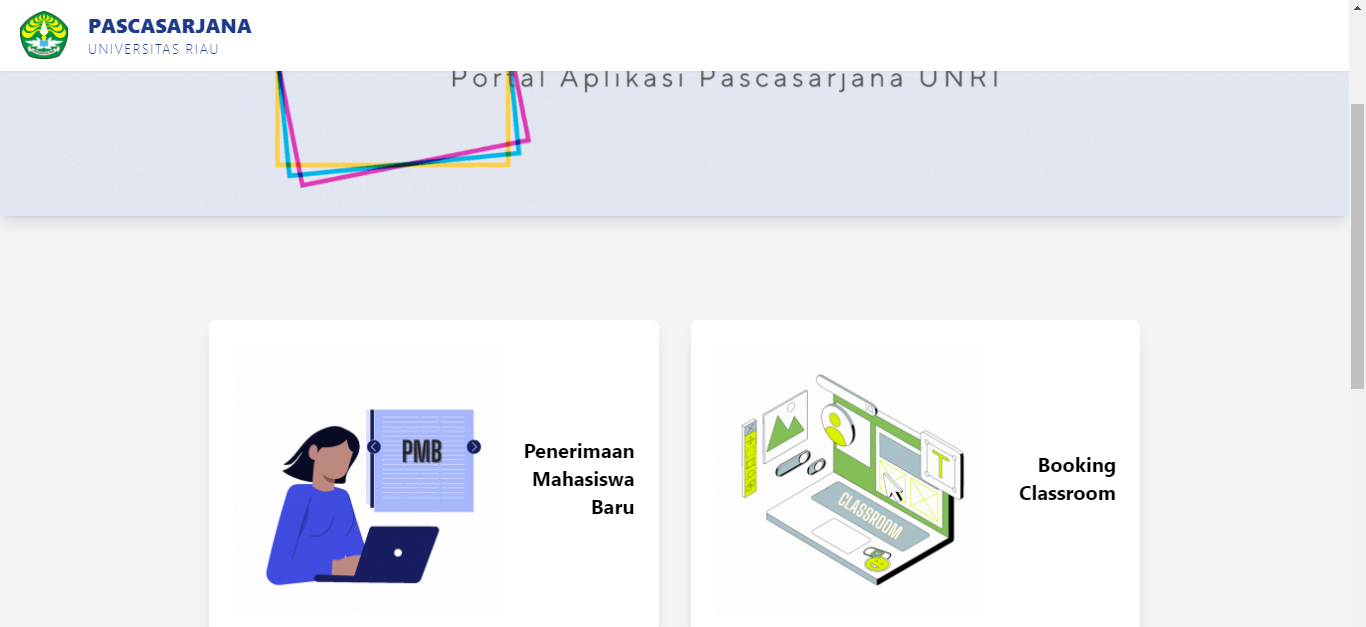 PASCASARJANA
UNIVERSITAS RIAU
Portal Aplikasi Pascasarjana UNRI
PMB
Penerimaan
Mahasiswa
Baru
CLASSROOM
T
Booking
Classroom